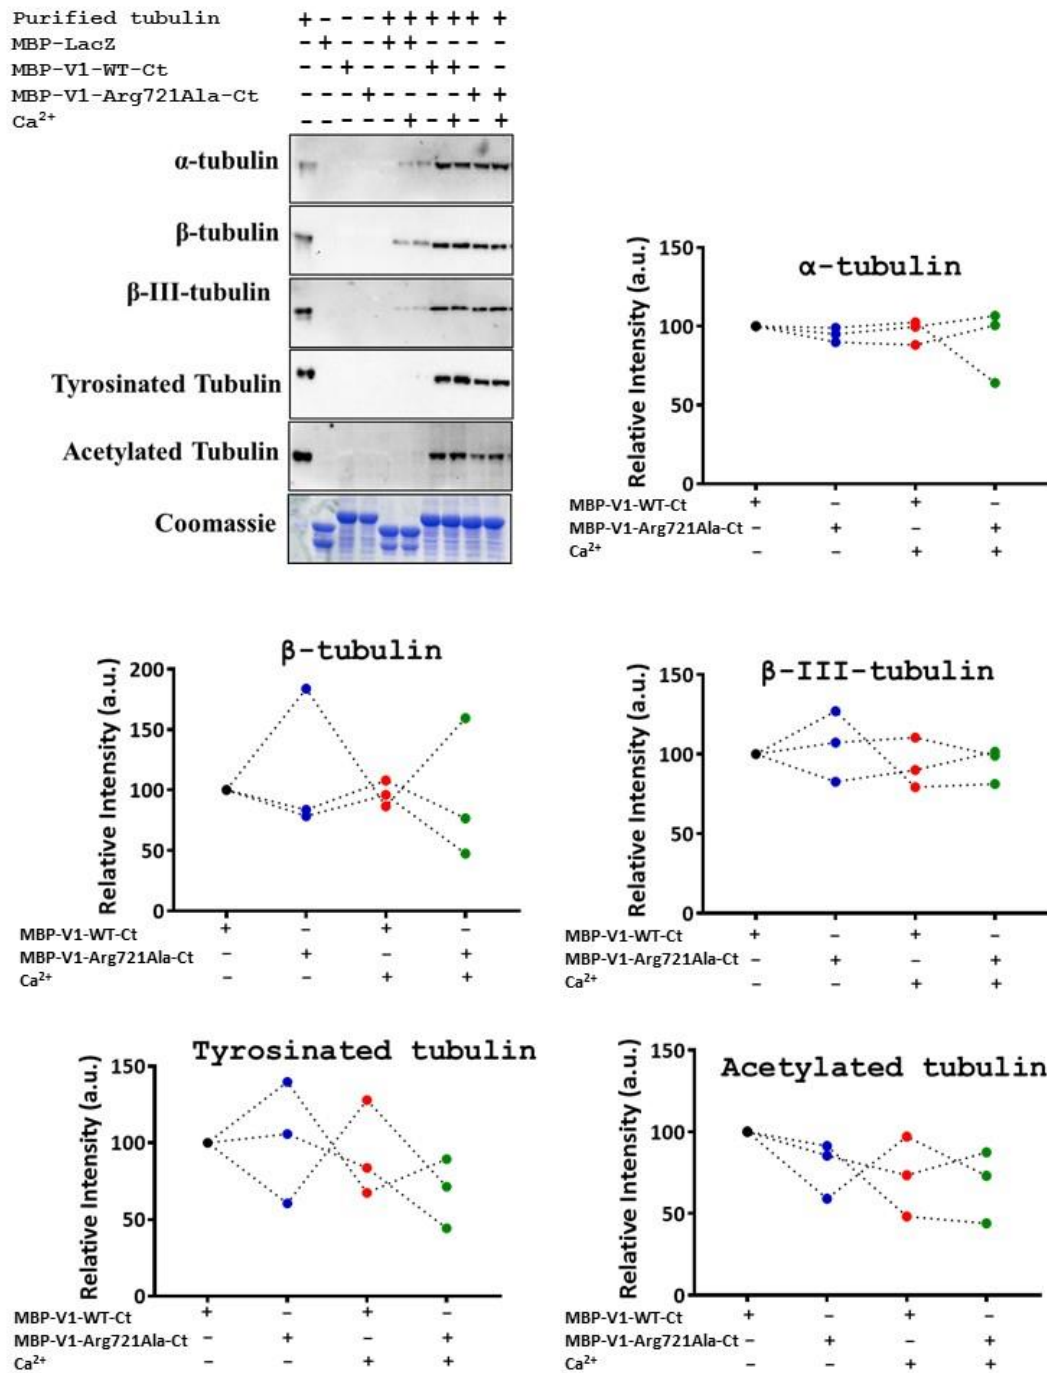 Purified tubulin + - - - + + + + + +
MBP-LacZ - + - - + + - - - -
MBP-V1-WT-Ct - - + - - - + + - -
MBP-V1-Arg721Ala-Ct - - - + - - - - + +
Ca2+ - - - - - + - + - +
α-tubulin
β-tubulin
β-III-tubulin
Tyrosinated Tubulin
Acetylated Tubulin
Coomassie
α-tubulin
Relative Intensity (a.u.)
150
100
50
0
MBP-V1-WT-Ct + - + -
MBP-V1-Arg721Ala-Ct - + - +
Ca2+ - - + +
β-tubulin
Relative Intensity (a.u.)
200
150
100
50
0
MBP-V1-WT-Ct + - + -
MBP-V1-Arg721Ala-Ct - + - +
Ca2+ - - + +
β-III-tubulin
Relative Intensity (a.u.)
150
100
50
0
MBP-V1-WT-Ct + - + -
MBP-V1-Arg721Ala-Ct - + - +
Ca2+ - - + +
Tyrosinated tubulin
Relative Intensity (a.u.)
150
100
50
0
MBP-V1-WT-Ct + - + -
MBP-V1-Arg721Ala-Ct - + - +
Ca2+ - - + +
Acetylated tubulin
Relative Intensity (a.u.)
150
100
50
0
MBP-V1-WT-Ct + - + -
MBP-V1-Arg721Ala-Ct - + - +
Ca2+ - - + +